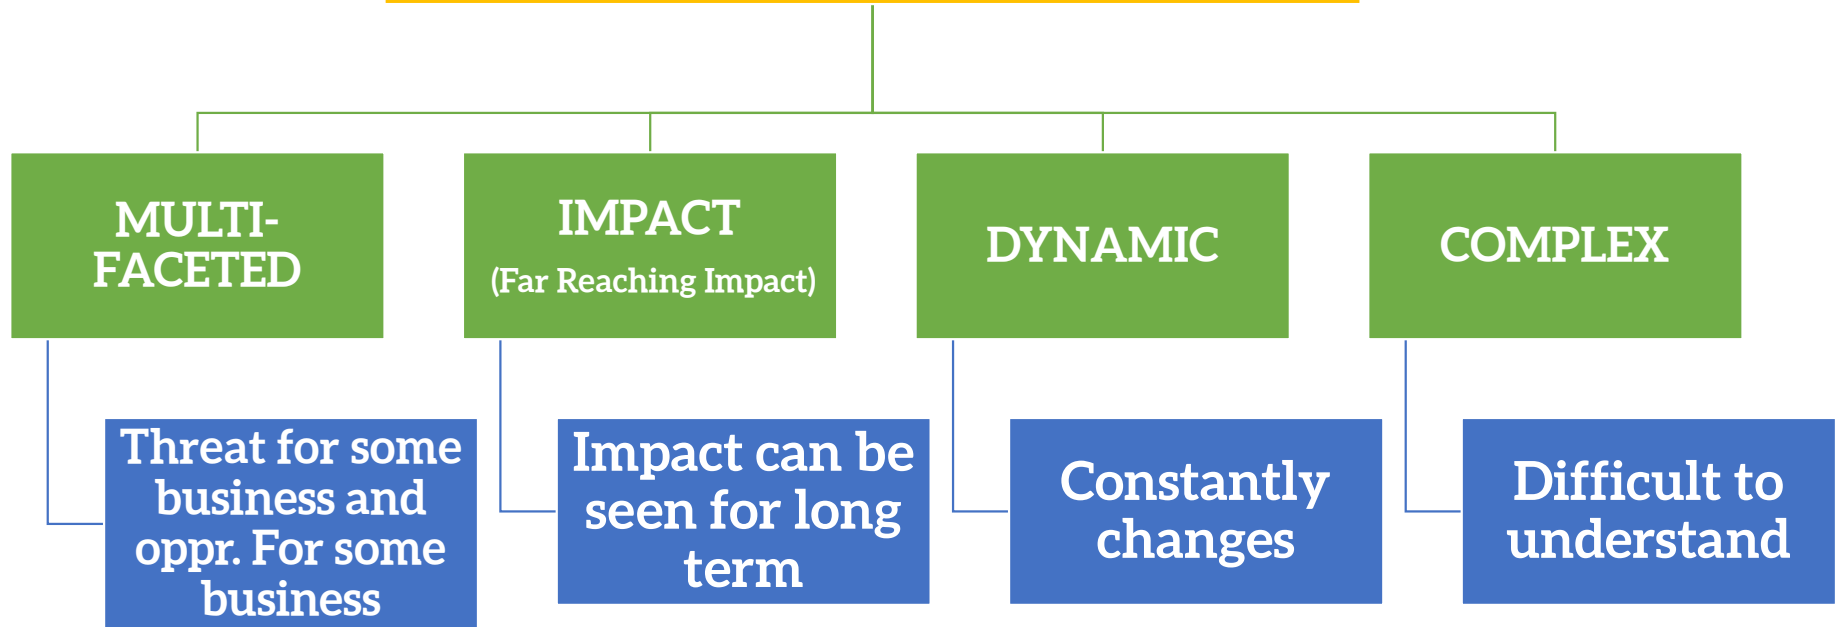 MULTI-
FACETED
IMPACT
(Far Reaching Impact)
DYNAMIC
COMPLEX
Threat for some
business and
oppr. For some
business
Impact can be
seen for long
term
Constantly
changes
Difficult to
understand